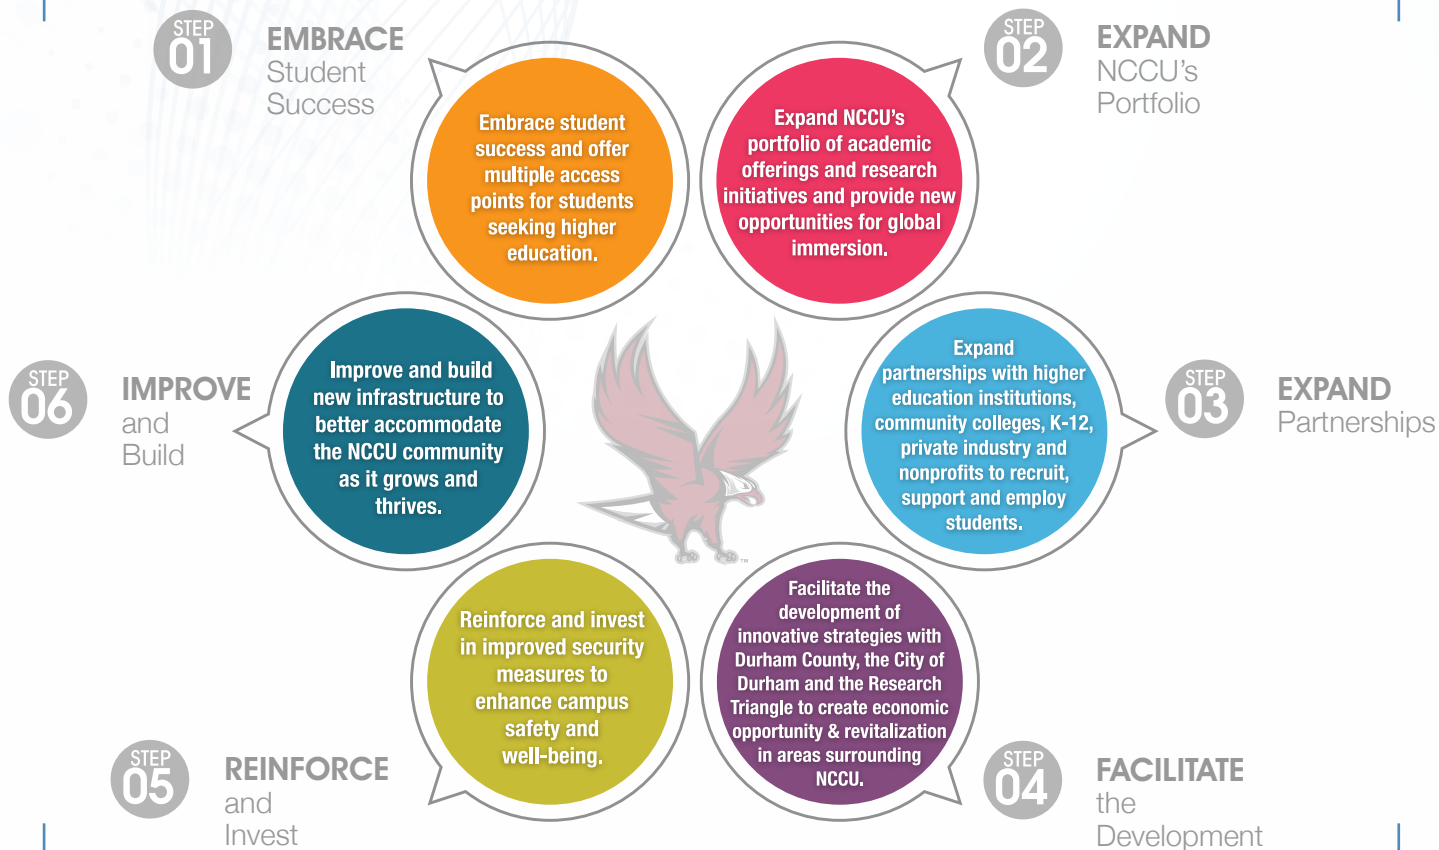 STEP
01
EMBRACE
Student
Success
Embrace student
success and offer
multiple access
points for students
seeking higher
education.
STEP
02
EXPAND
NCCU's
Portfolio
Expand NCCU's
portfolio of academic
offerings and research
initiatives and provide new
opportunities for global
immersion.
STEP
03
EXPAND
Partnerships
Expand
partnerships with higher
education institutions,
community colleges, K-12,
private industry and
nonprofits to recruit,
support and employ
students.
STEP
04
FACILITATE
the
Development
Facilitate the
development of
innovative strategies with
Durham County, the City of
Durham and the Research
Triangle to create economic
opportunity & revitalization
in areas surrounding
NCCU.
STEP
05
REINFORCE
and
Invest
Reinforce and invest
in improved security
measures to
enhance campus
safety and
well-being.
STEP
06
IMPROVE
and
Build
Improve and build
new infrastructure to
better accommodate
the NCCU community
as it grows and
thrives.
TM